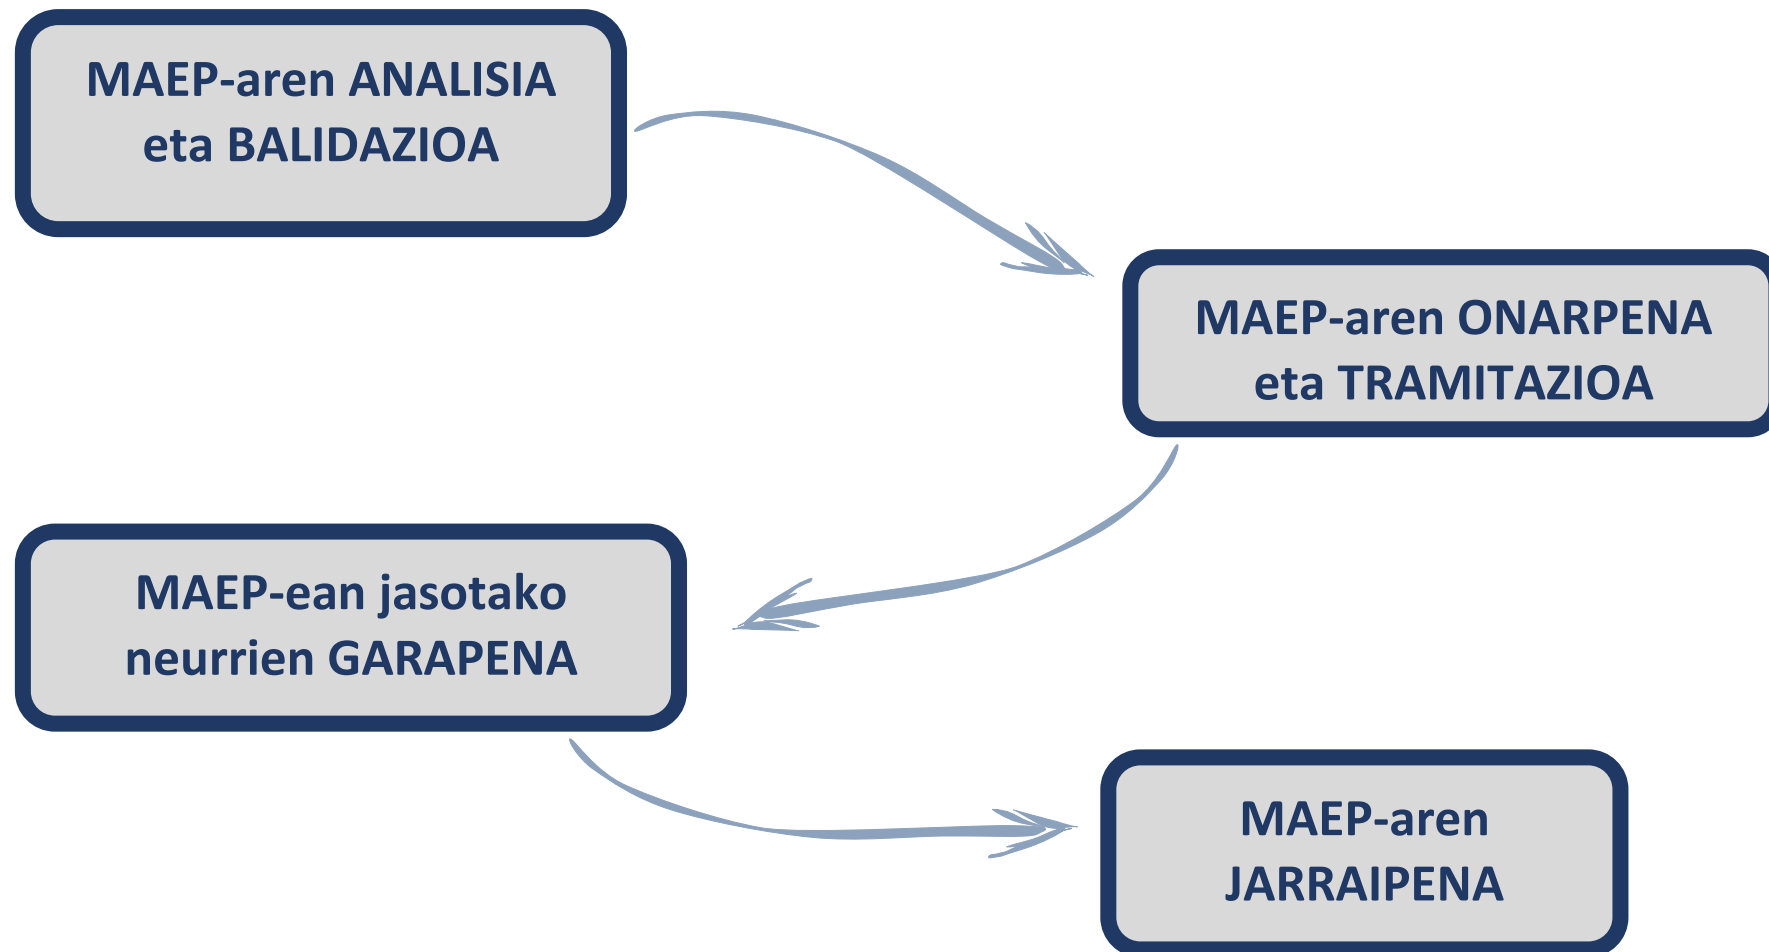 MAEP-aren ANALISIA
eta BALIDAZIOA
MAEP-aren ONARPENA
eta TRAMITAZIOA
MAEP-ean jasotako
neurrien GARAPENA
MAEP-aren
JARRAIPENA